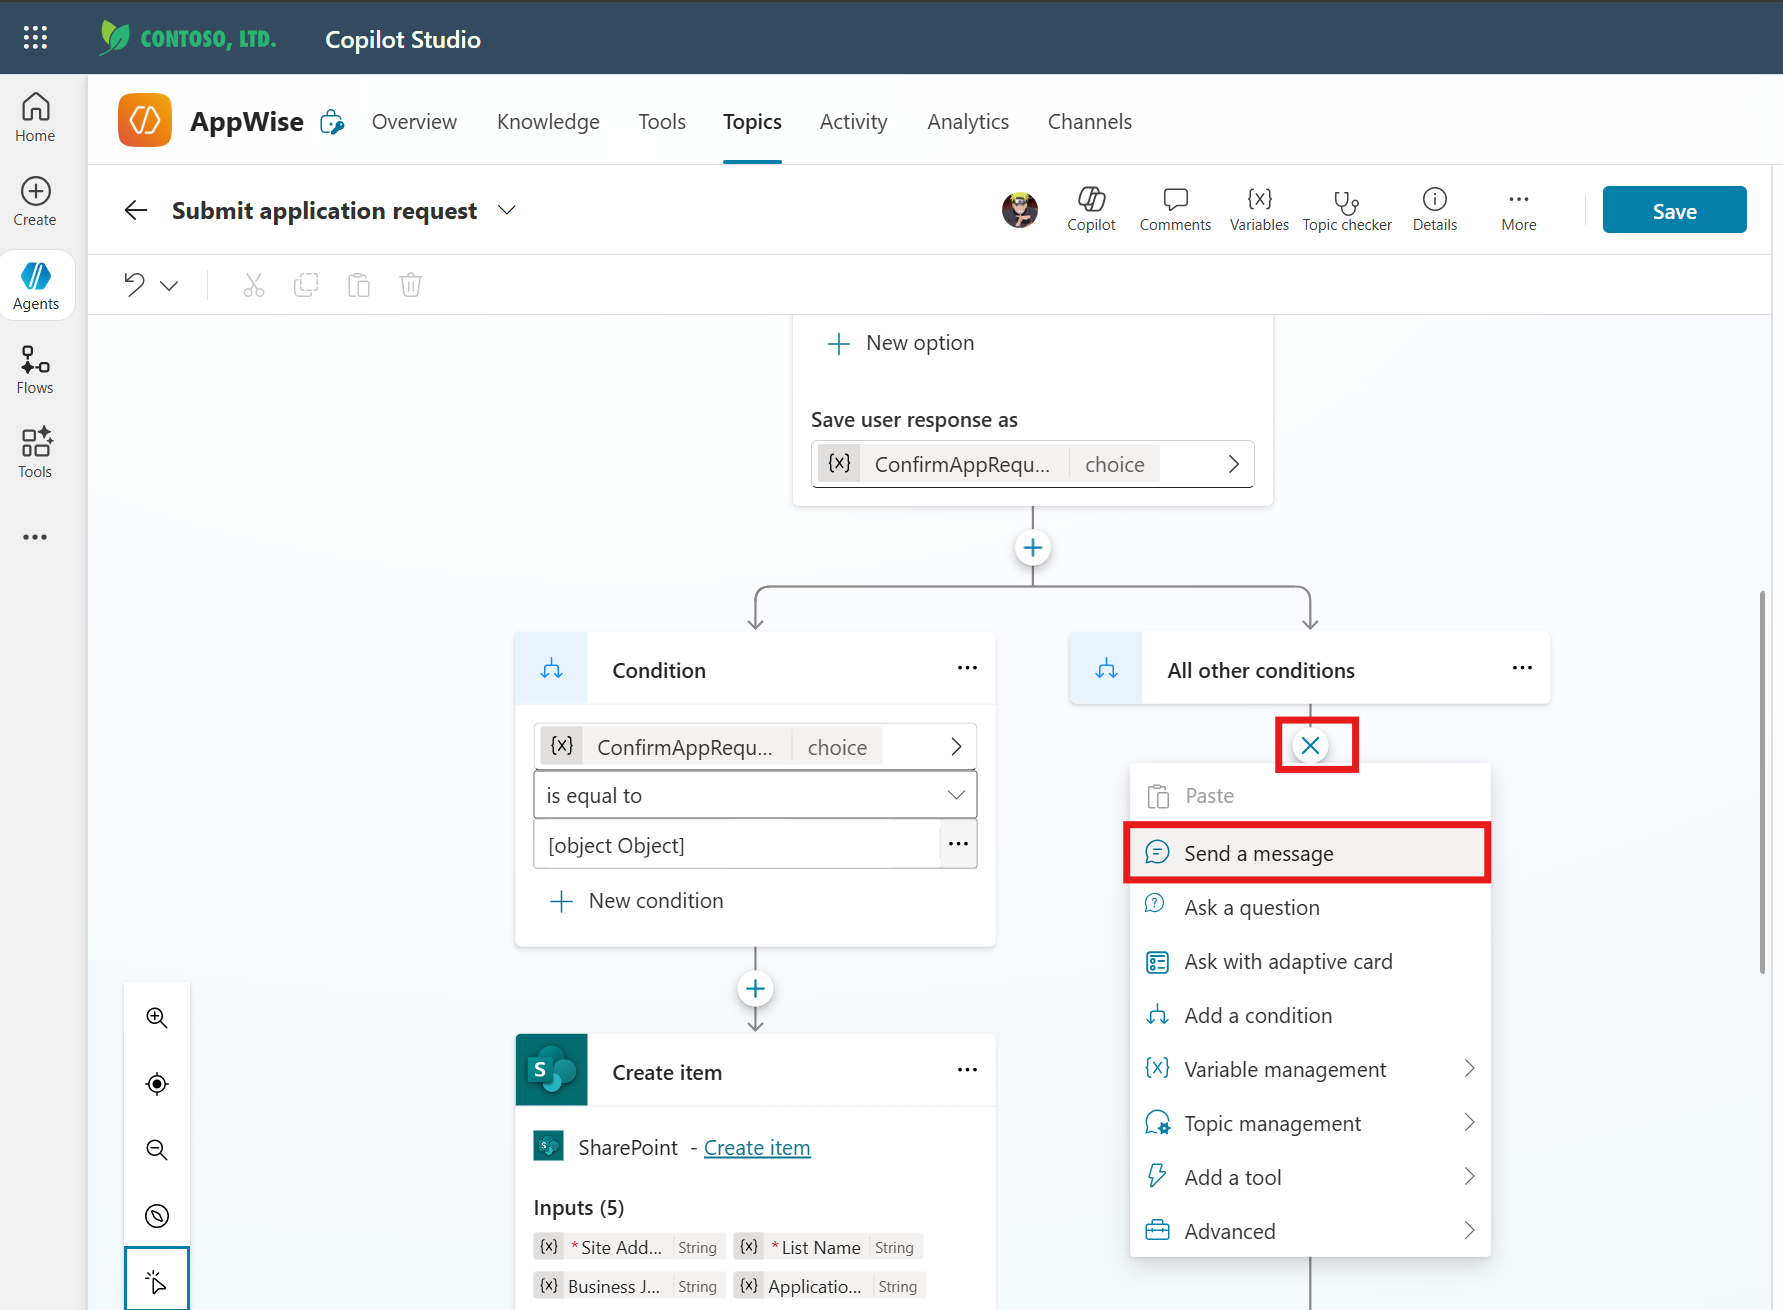 CONTOSO, LTD.
Copilot Studio
Home
Create
Agents
Flows
Tools
AppWise
Overview
Knowledge
Tools
Topics
Activity
Analytics
Channels
Submit application request
Copilot
Comments
Variables
Topic checker
Details
More
Save
New option
Save user response as
{x} ConfirmAppRequ... choice
Condition
{x} ConfirmAppRequ... choice
is equal to
[object Object]
New condition
All other conditions
Paste
Send a message
Ask a question
Ask with adaptive card
Add a condition
{x} Variable management
Topic management
Add a tool
Advanced
S Create item
S SharePoint - Create item
Inputs (5)
{x} * Site Add... String {x} * List Name String
{x} Business J... String {x} Applicatio... String